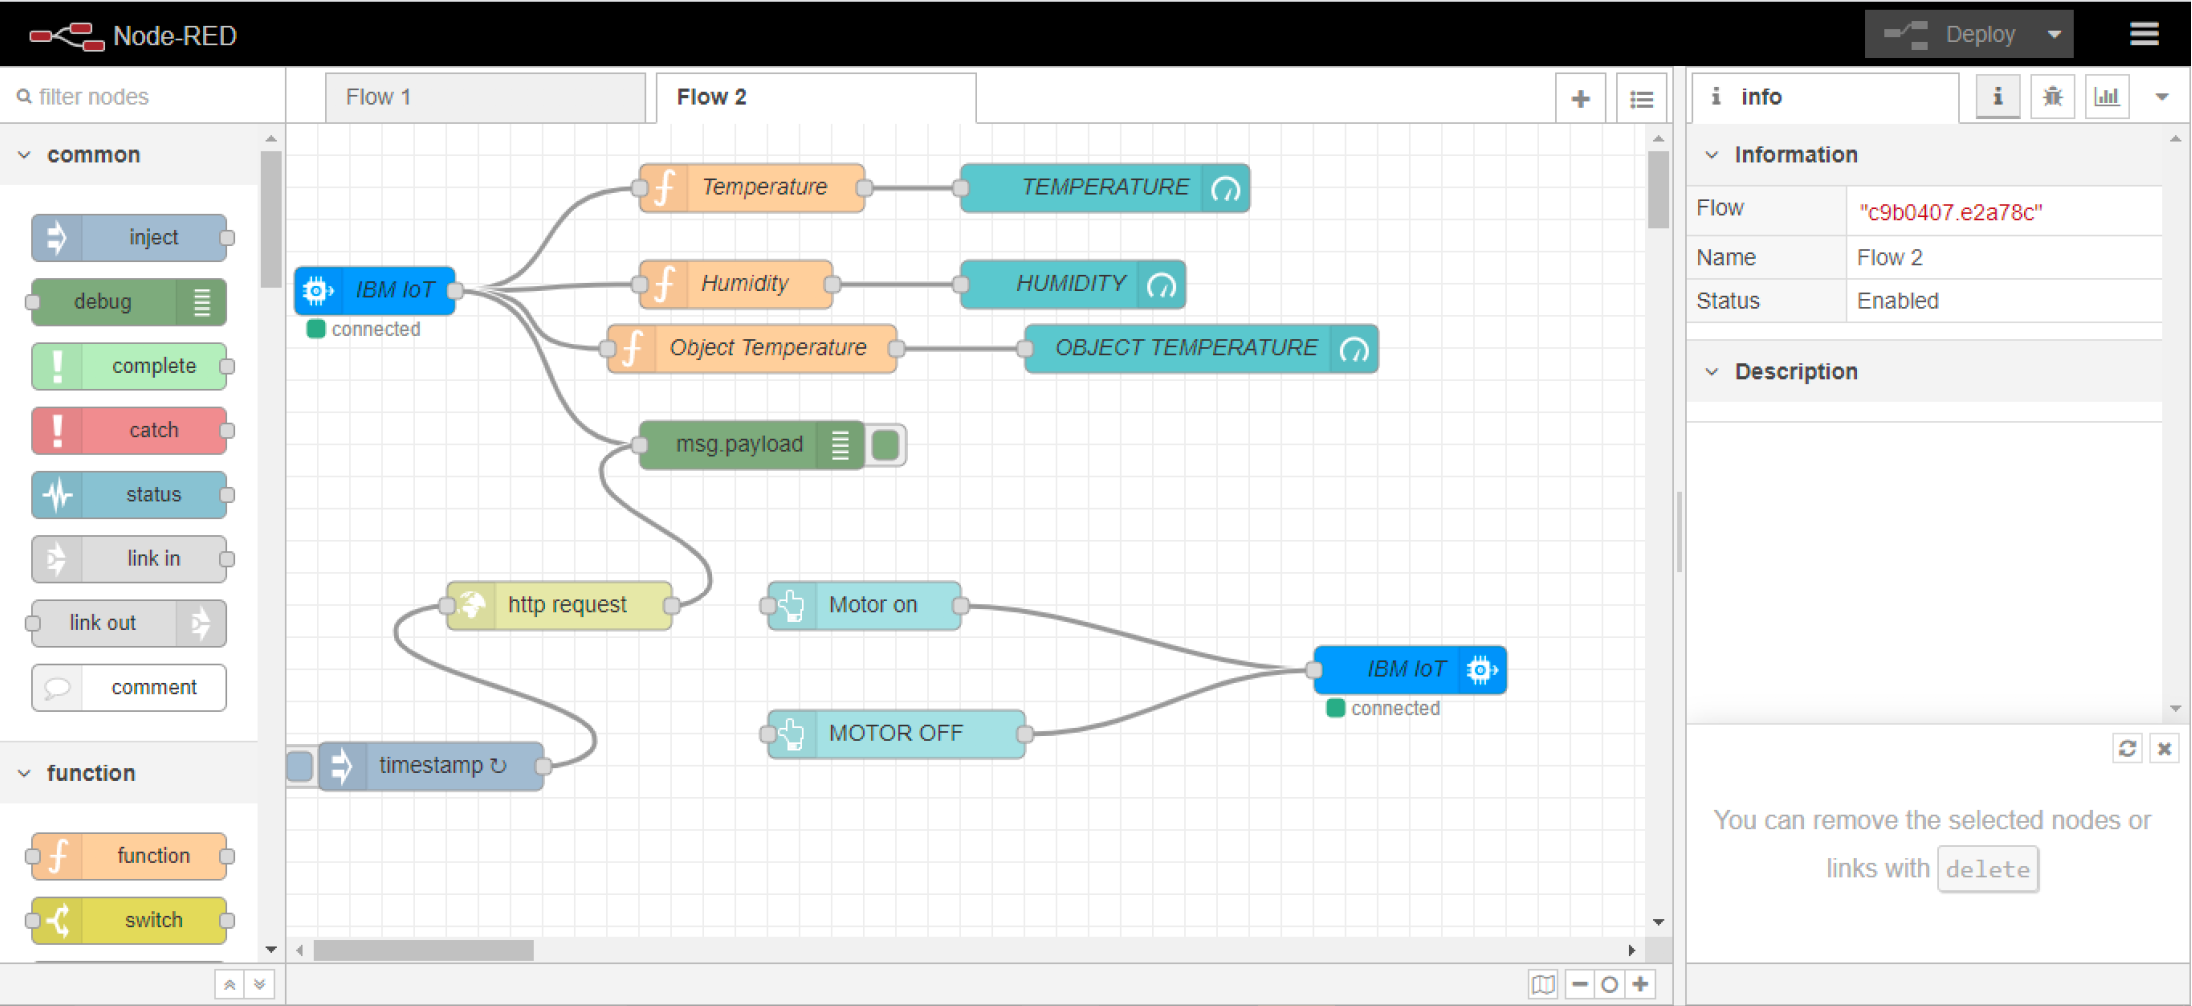 Node-RED
Deploy
filter nodes
Flow 1
Flow 2
info
common
inject
debug
complete
catch
status
link in
link out
comment
function
function
switch
IBM IoT
connected
Temperature
TEMPERATURE
Humidity
HUMIDITY
Object Temperature
OBJECT TEMPERATURE
msg.payload
http request
timestamp ↻
Motor on
MOTOR OFF
IBM IoT
connected
Information
Flow "c9b0407.e2a78c"
Name Flow 2
Status Enabled
Description
You can remove the selected nodes or
links with delete